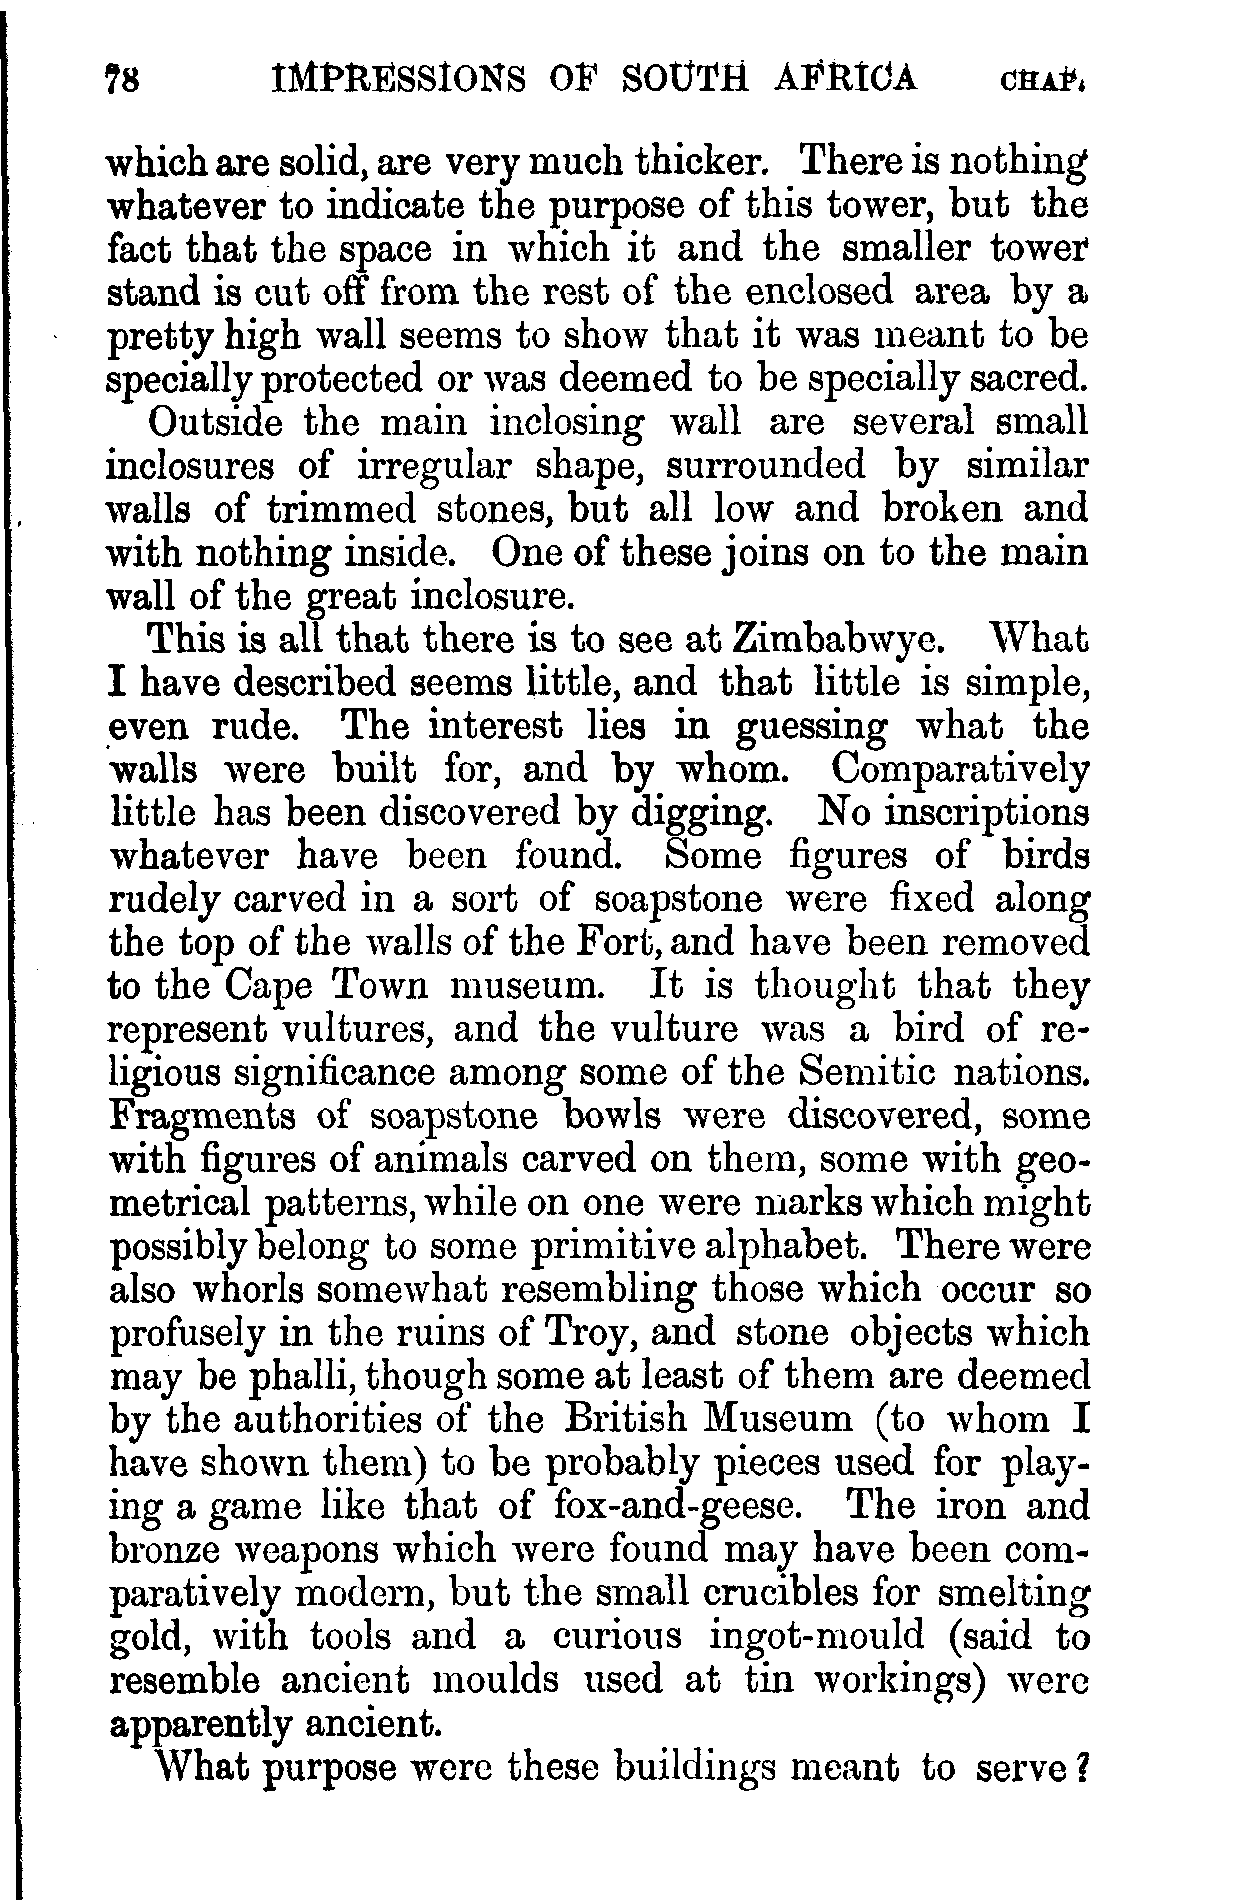 78 IMPRESSIONS OF SOUTH AFRICA CHAP.
which are solid, are very much thicker. There is nothing
whatever to indicate the purpose of this tower, but the
fact that the space in which it and the smaller tower
stand is cut off from the rest of the enclosed area by a
pretty high wall seems to show that it was meant to be
specially protected or was deemed to be specially sacred.
Outside the main inclosing wall are several small
inclosures of irregular shape, surrounded by similar
walls of trimmed stones, but all low and broken and
with nothing inside. One of these joins on to the main
wall of the great inclosure.
This is all that there is to see at Zimbabwye. What
I have described seems little, and that little is simple,
even rude. The interest lies in guessing what the
walls were built for, and by whom. Comparatively
little has been discovered by digging. No inscriptions
whatever have been found. Some figures of birds
rudely carved in a sort of soapstone were fixed along
the top of the walls of the Fort, and have been removed
to the Cape Town museum. It is thought that they
represent vultures, and the vulture was a bird of re-
ligious significance among some of the Semitic nations.
Fragments of soapstone bowls were discovered, some
with figures of animals carved on them, some with geo-
metrical patterns, while on one were marks which might
possibly belong to some primitive alphabet. There were
also whorls somewhat resembling those which occur so
profusely in the ruins of Troy, and stone objects which
may be phalli, though some at least of them are deemed
by the authorities of the British Museum (to whom I
have shown them) to be probably pieces used for play-
ing a game like that of fox-and-geese. The iron and
bronze weapons which were found may have been com-
paratively modern, but the small crucibles for smelting
gold, with tools and a curious ingot-mould (said to
resemble ancient moulds used at tin workings) were
apparently ancient.
What purpose were these buildings meant to serve?